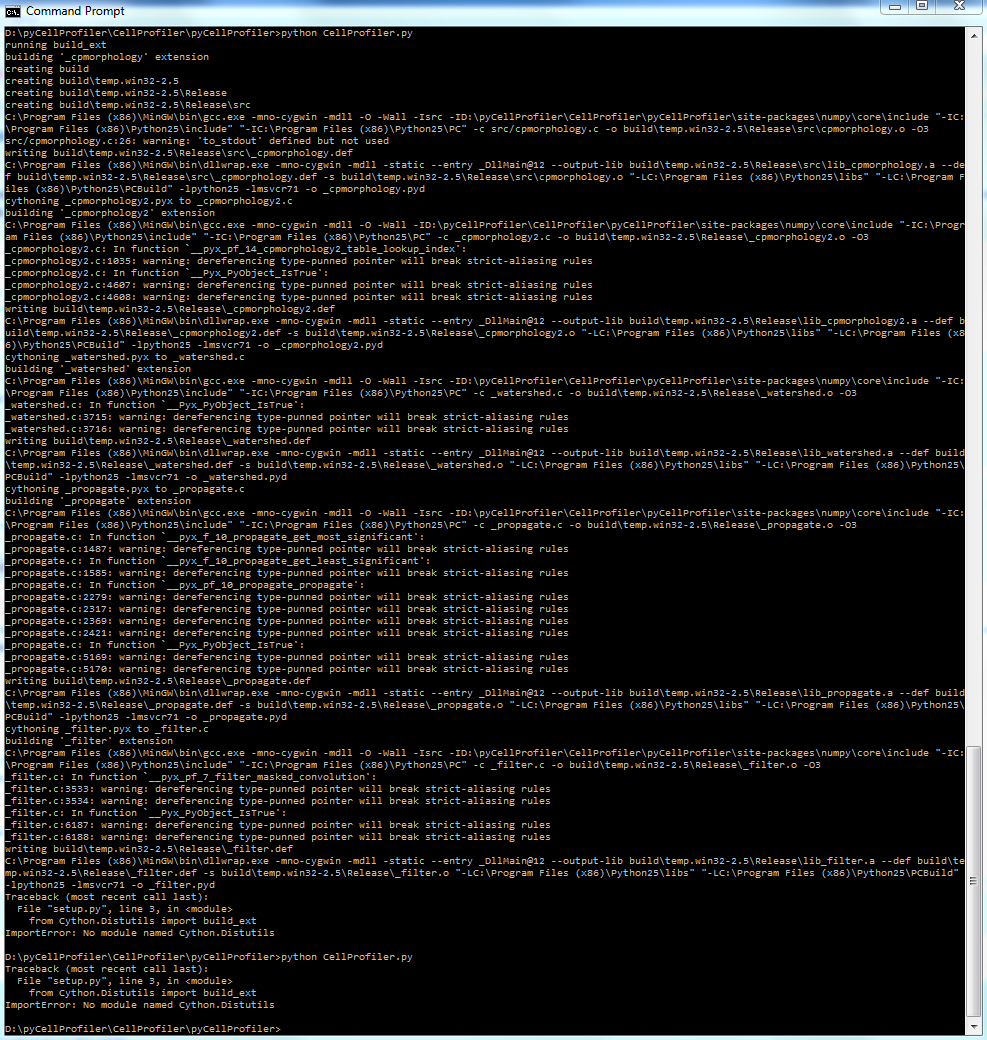 Command Prompt
D:\pyCellProfiler\CellProfiler\pyCellProfiler>python CellProfiler.py
running build_ext
building '_cpmorphology' extension
creating build
creating build\temp.win32-2.5
creating build\temp.win32-2.5\Release
creating build\temp.win32-2.5\Release\src
C:\Program Files (x86)\MinGW\bin\gcc.exe -mno-cygwin -mdll -O -Wall -Isrc -ID:\pyCellProfiler\CellProfiler\pyCellProfiler\site-packages\numpy\core\include "-IC:
\Program Files (x86)\Python25\include" "-IC:\Program Files (x86)\Python25\PC" -c src/cpmorphology.c -o build\temp.win32-2.5\Release\src\cpmorphology.o -O3
src/cpmorphology.c:26: warning: 'to_stdout' defined but not used
writing build\temp.win32-2.5\Release\src\_cpmorphology.def
C:\Program Files (x86)\MinGW\bin\dllwrap.exe -mno-cygwin -mdll -static --entry _DllMain@12 --output-lib build\temp.win32-2.5\Release\src\lib_cpmorphology.a --de
f build\temp.win32-2.5\Release\src\_cpmorphology.def -s build\temp.win32-2.5\Release\src\cpmorphology.o "-LC:\Program Files (x86)\Python25\libs" "-LC:\Program F
iles (x86)\Python25\PCBuild" -lpython25 -lmsvcr71 -o _cpmorphology.pyd
cythoning _cpmorphology2.pyx to _cpmorphology2.c
building '_cpmorphology2' extension
C:\Program Files (x86)\MinGW\bin\gcc.exe -mno-cygwin -mdll -O -Wall -ID:\pyCellProfiler\CellProfiler\pyCellProfiler\site-packages\numpy\core\include "-IC:\Progr
am Files (x86)\Python25\include" "-IC:\Program Files (x86)\Python25\PC" -c _cpmorphology2.c -o build\temp.win32-2.5\Release\_cpmorphology2.o -O3
_cpmorphology2.c: In function `__pyx_pf_14_cpmorphology2_table_lookup_index':
_cpmorphology2.c:1035: warning: dereferencing type-punned pointer will break strict-aliasing rules
_cpmorphology2.c: In function `__Pyx_PyObject_IsTrue':
_cpmorphology2.c:4607: warning: dereferencing type-punned pointer will break strict-aliasing rules
_cpmorphology2.c:4608: warning: dereferencing type-punned pointer will break strict-aliasing rules
writing build\temp.win32-2.5\Release\_cpmorphology2.def
C:\Program Files (x86)\MinGW\bin\dllwrap.exe -mno-cygwin -mdll -static --entry _DllMain@12 --output-lib build\temp.win32-2.5\Release\lib_cpmorphology2.a --def b
uild\temp.win32-2.5\Release\_cpmorphology2.def -s build\temp.win32-2.5\Release\_cpmorphology2.o "-LC:\Program Files (x86)\Python25\libs" "-LC:\Program Files (x8
6)\Python25\PCBuild" -lpython25 -lmsvcr71 -o _cpmorphology2.pyd
cythoning _watershed.pyx to _watershed.c
building '_watershed' extension
C:\Program Files (x86)\MinGW\bin\gcc.exe -mno-cygwin -mdll -O -Wall -Isrc -ID:\pyCellProfiler\CellProfiler\pyCellProfiler\site-packages\numpy\core\include "-IC:
\Program Files (x86)\Python25\include" "-IC:\Program Files (x86)\Python25\PC" -c _watershed.c -o build\temp.win32-2.5\Release\_watershed.o -O3
_watershed.c: In function `__Pyx_PyObject_IsTrue':
_watershed.c:3715: warning: dereferencing type-punned pointer will break strict-aliasing rules
_watershed.c:3716: warning: dereferencing type-punned pointer will break strict-aliasing rules
writing build\temp.win32-2.5\Release\_watershed.def
C:\Program Files (x86)\MinGW\bin\dllwrap.exe -mno-cygwin -mdll -static --entry _DllMain@12 --output-lib build\temp.win32-2.5\Release\lib_watershed.a --def build
\temp.win32-2.5\Release\_watershed.def -s build\temp.win32-2.5\Release\_watershed.o "-LC:\Program Files (x86)\Python25\libs" "-LC:\Program Files (x86)\Python25\
PCBuild" -lpython25 -lmsvcr71 -o _watershed.pyd
cythoning _propagate.pyx to _propagate.c
building '_propagate' extension
C:\Program Files (x86)\MinGW\bin\gcc.exe -mno-cygwin -mdll -O -Wall -Isrc -ID:\pyCellProfiler\CellProfiler\pyCellProfiler\site-packages\numpy\core\include "-IC:
\Program Files (x86)\Python25\include" "-IC:\Program Files (x86)\Python25\PC" -c _propagate.c -o build\temp.win32-2.5\Release\_propagate.o -O3
_propagate.c: In function `__pyx_f_10_propagate_get_most_significant':
_propagate.c:1487: warning: dereferencing type-punned pointer will break strict-aliasing rules
_propagate.c: In function `__pyx_f_10_propagate_get_least_significant':
_propagate.c:1585: warning: dereferencing type-punned pointer will break strict-aliasing rules
_propagate.c: In function `__pyx_pf_10_propagate_propagate':
_propagate.c:2279: warning: dereferencing type-punned pointer will break strict-aliasing rules
_propagate.c:2317: warning: dereferencing type-punned pointer will break strict-aliasing rules
_propagate.c:2369: warning: dereferencing type-punned pointer will break strict-aliasing rules
_propagate.c:2421: warning: dereferencing type-punned pointer will break strict-aliasing rules
_propagate.c: In function `__Pyx_PyObject_IsTrue':
_propagate.c:5169: warning: dereferencing type-punned pointer will break strict-aliasing rules
_propagate.c:5170: warning: dereferencing type-punned pointer will break strict-aliasing rules
writing build\temp.win32-2.5\Release\_propagate.def
C:\Program Files (x86)\MinGW\bin\dllwrap.exe -mno-cygwin -mdll -static --entry _DllMain@12 --output-lib build\temp.win32-2.5\Release\lib_propagate.a --def build
\temp.win32-2.5\Release\_propagate.def -s build\temp.win32-2.5\Release\_propagate.o "-LC:\Program Files (x86)\Python25\libs" "-LC:\Program Files (x86)\Python25\
PCBuild" -lpython25 -lmsvcr71 -o _propagate.pyd
cythoning _filter.pyx to _filter.c
building '_filter' extension
C:\Program Files (x86)\MinGW\bin\gcc.exe -mno-cygwin -mdll -O -Wall -Isrc -ID:\pyCellProfiler\CellProfiler\pyCellProfiler\site-packages\numpy\core\include "-IC:
\Program Files (x86)\Python25\include" "-IC:\Program Files (x86)\Python25\PC" -c _filter.c -o build\temp.win32-2.5\Release\_filter.o -O3
_filter.c: In function `__pyx_pf_7_filter_masked_convolution':
_filter.c:3533: warning: dereferencing type-punned pointer will break strict-aliasing rules
_filter.c:3534: warning: dereferencing type-punned pointer will break strict-aliasing rules
_filter.c: In function `__Pyx_PyObject_IsTrue':
_filter.c:6187: warning: dereferencing type-punned pointer will break strict-aliasing rules
_filter.c:6188: warning: dereferencing type-punned pointer will break strict-aliasing rules
writing build\temp.win32-2.5\Release\_filter.def
C:\Program Files (x86)\MinGW\bin\dllwrap.exe -mno-cygwin -mdll -static --entry _DllMain@12 --output-lib build\temp.win32-2.5\Release\lib_filter.a --def build\te
mp.win32-2.5\Release\_filter.def -s build\temp.win32-2.5\Release\_filter.o "-LC:\Program Files (x86)\Python25\libs" "-LC:\Program Files (x86)\Python25\PCBuild"
-lpython25 -lmsvcr71 -o _filter.pyd
Traceback (most recent call last):
  File "setup.py", line 3, in <module>
    from Cython.Distutils import build_ext
ImportError: No module named Cython.Distutils
D:\pyCellProfiler\CellProfiler\pyCellProfiler>python CellProfiler.py
Traceback (most recent call last):
  File "setup.py", line 3, in <module>
    from Cython.Distutils import build_ext
ImportError: No module named Cython.Distutils
D:\pyCellProfiler\CellProfiler\pyCellProfiler>